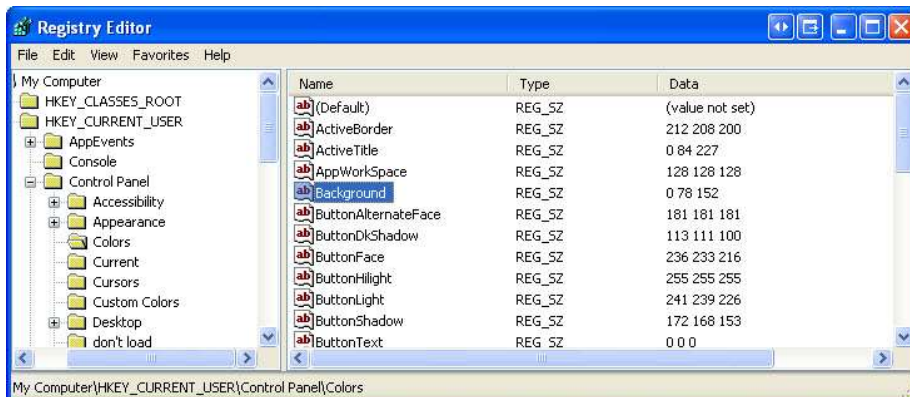 Registry Editor
File Edit View Favorites Help
My Computer
HKEY_CLASSES_ROOT
HKEY_CURRENT_USER
AppEvents
Console
Control Panel
Accessibility
Appearance
Colors
Current
Cursors
Custom Colors
Desktop
don't load
Name Type Data
(Default) REG_SZ (value not set)
ActiveBorder REG_SZ 212 208 200
ActiveTitle REG_SZ 0 84 227
AppWorkSpace REG_SZ 128 128 128
Background REG_SZ 0 78 152
ButtonAlternateFace REG_SZ 181 181 181
ButtonDkShadow REG_SZ 113 111 100
ButtonFace REG_SZ 236 233 216
ButtonHilight REG_SZ 255 255 255
ButtonLight REG_SZ 241 239 226
ButtonShadow REG_SZ 172 168 153
ButtonText REG_SZ 0 0 0
My Computer\HKEY_CURRENT_USER\Control Panel\Colors